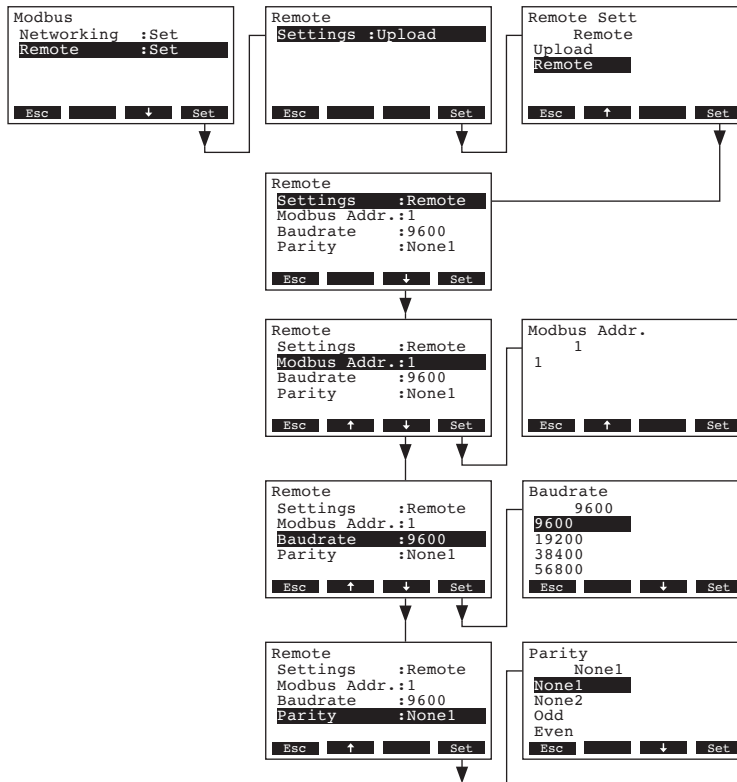 Modbus
Networking :Set
Remote :Set
Esc ↓ Set
Remote
Settings :Upload
Esc Set
Remote Sett
Remote
Upload
Remote
Esc ↑ Set
Remote
Settings :Remote
Modbus Addr.:1
Baudrate :9600
Parity :None1
Esc ↓ Set
Remote
Settings :Remote
Modbus Addr.:1
Baudrate :9600
Parity :None1
Esc ↑ ↓ Set
Modbus Addr.
1
1
Esc ↑ Set
Remote
Settings :Remote
Modbus Addr.:1
Baudrate :9600
Parity :None1
Esc ↑ ↓ Set
Baudrate
9600
9600
19200
38400
56800
Esc ↓ Set
Remote
Settings :Remote
Modbus Addr.:1
Baudrate :9600
Parity :None1
Esc ↑ Set
Parity
None1
None1
None2
Odd
Even
Esc ↓ Set